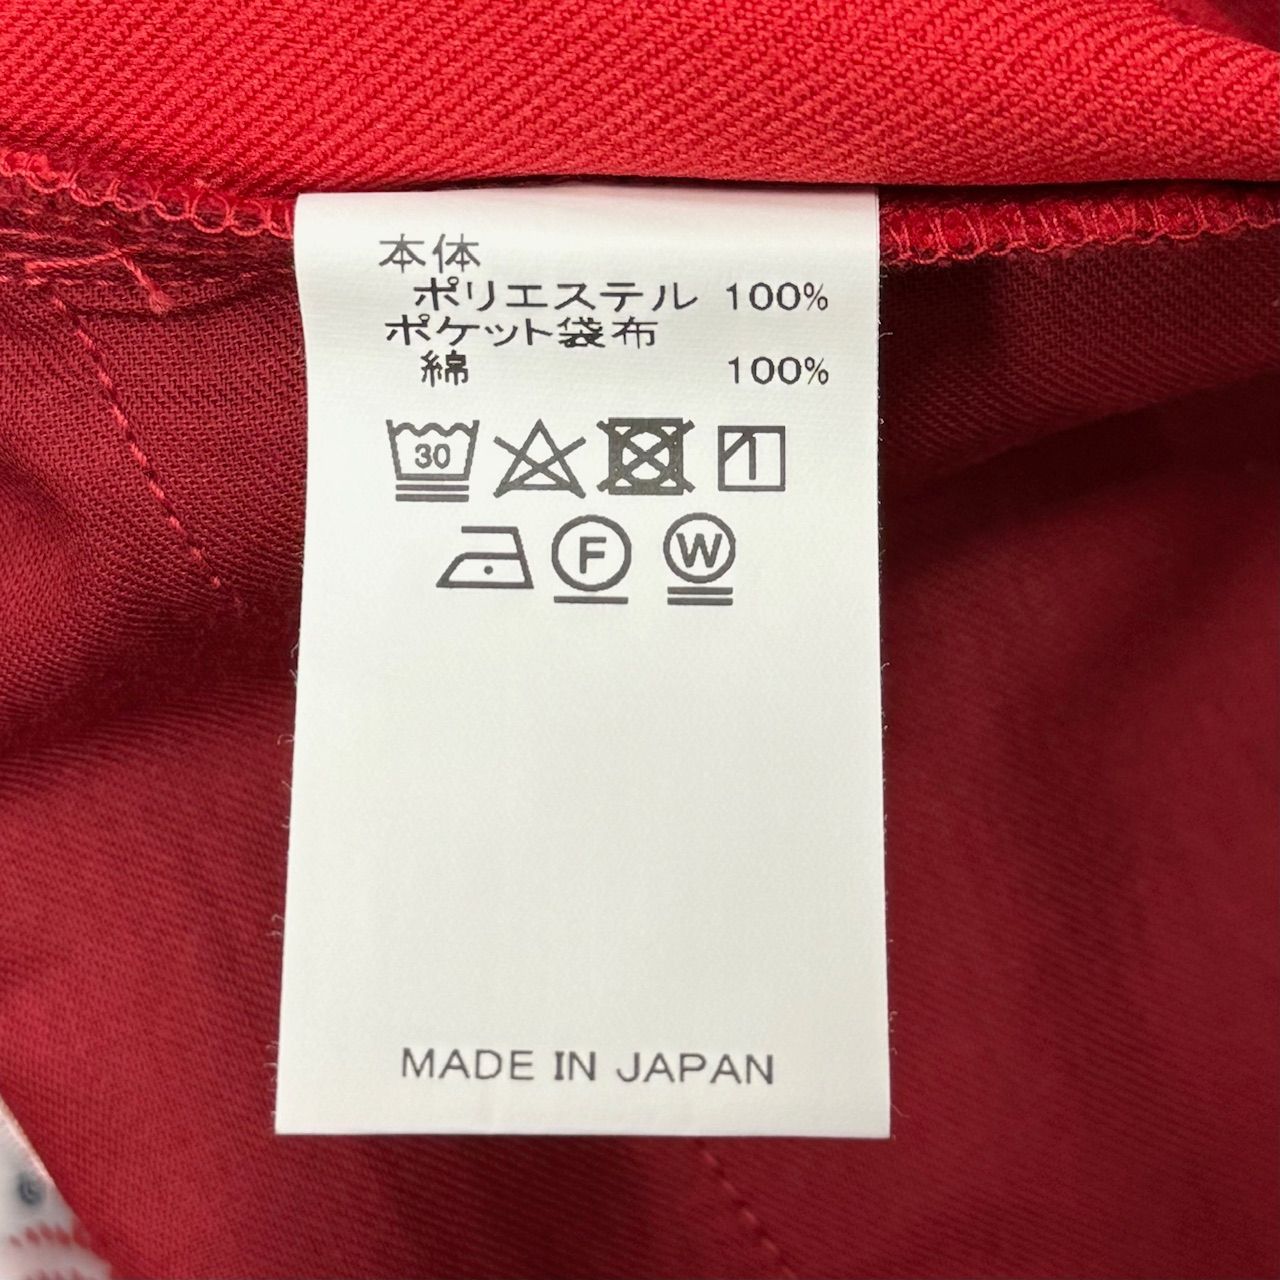 本体
ポリエステル 100%
ポケット袋布
綿 100%
30
F W
MADE IN JAPAN